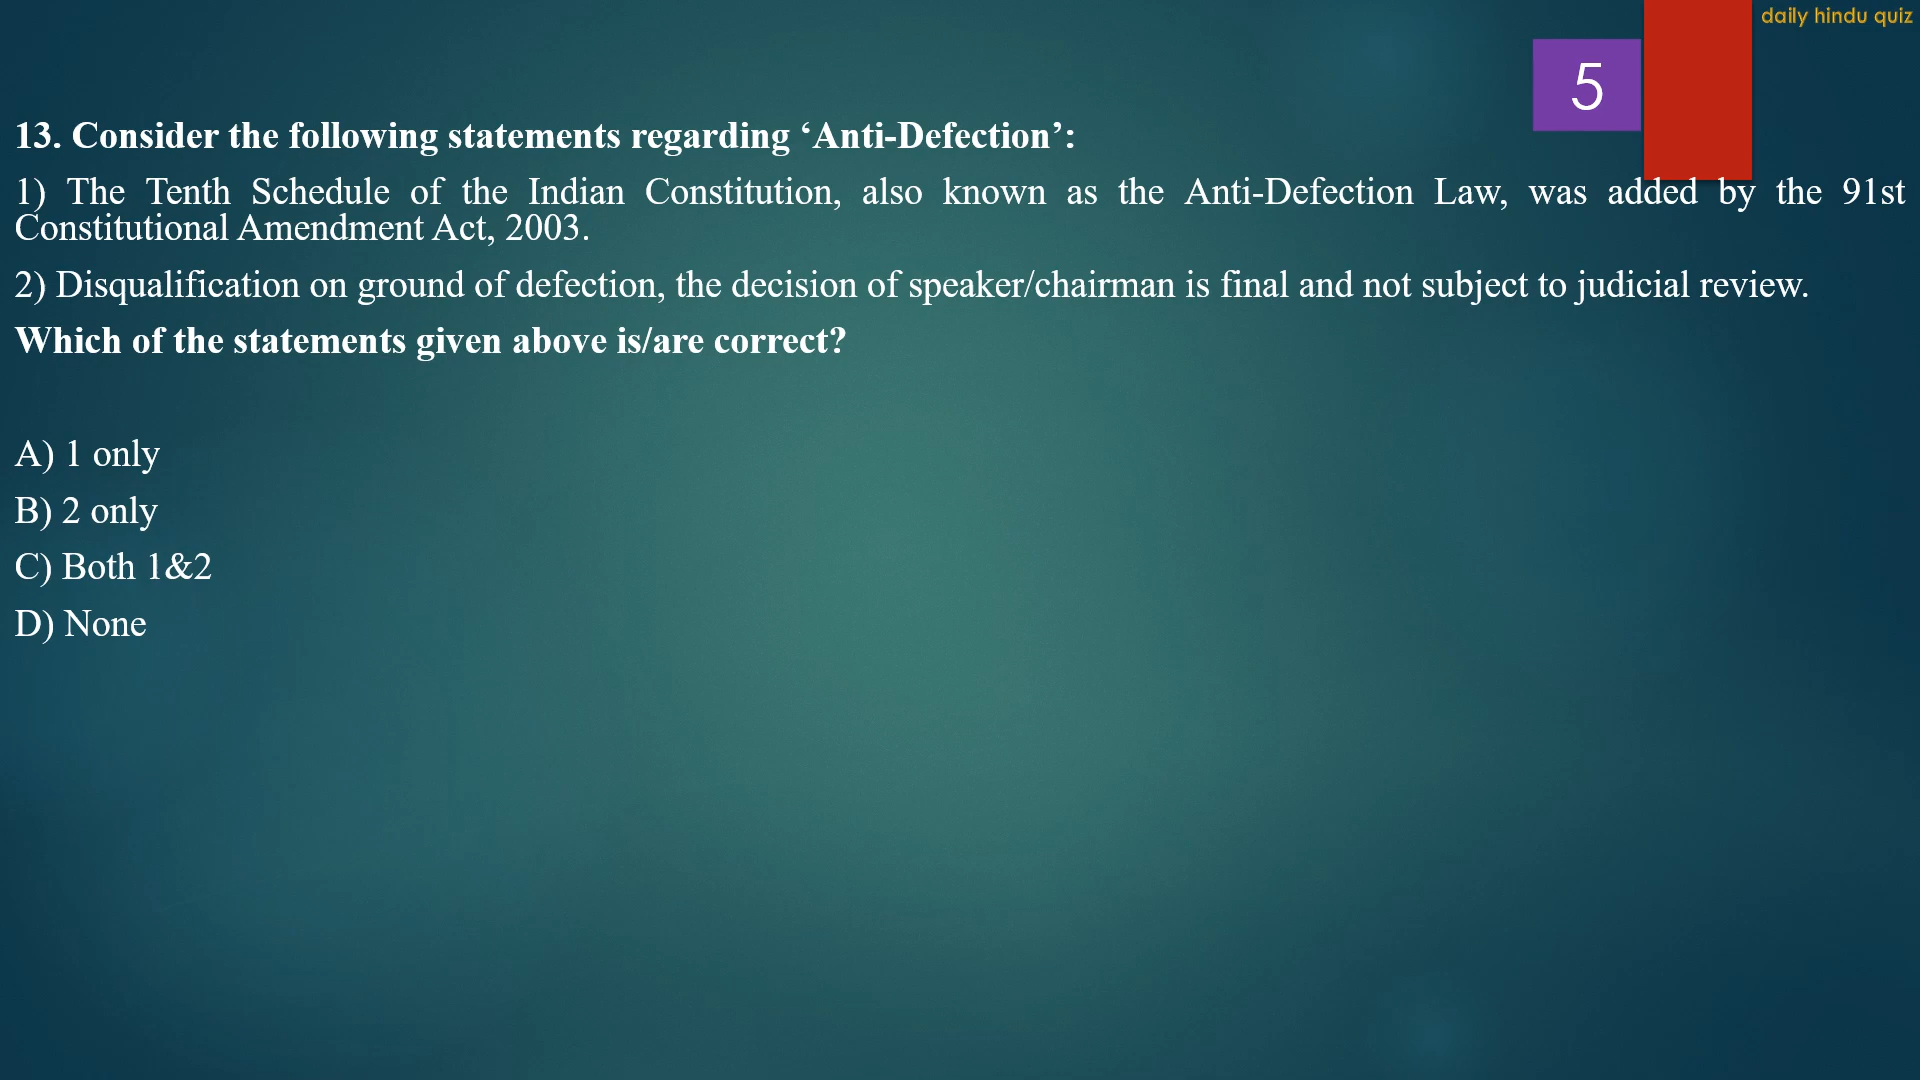 daily hindu quiz
5
13. Consider the following statements regarding ‘Anti-Defection’:
1) The Tenth Schedule of the Indian Constitution, also known as the Anti-Defection Law, was added by the 91st
Constitutional Amendment Act, 2003.
2) Disqualification on ground of defection, the decision of speaker/chairman is final and not subject to judicial review.
Which of the statements given above is/are correct?
A) 1 only
B) 2 only
C) Both 1&2
D) None